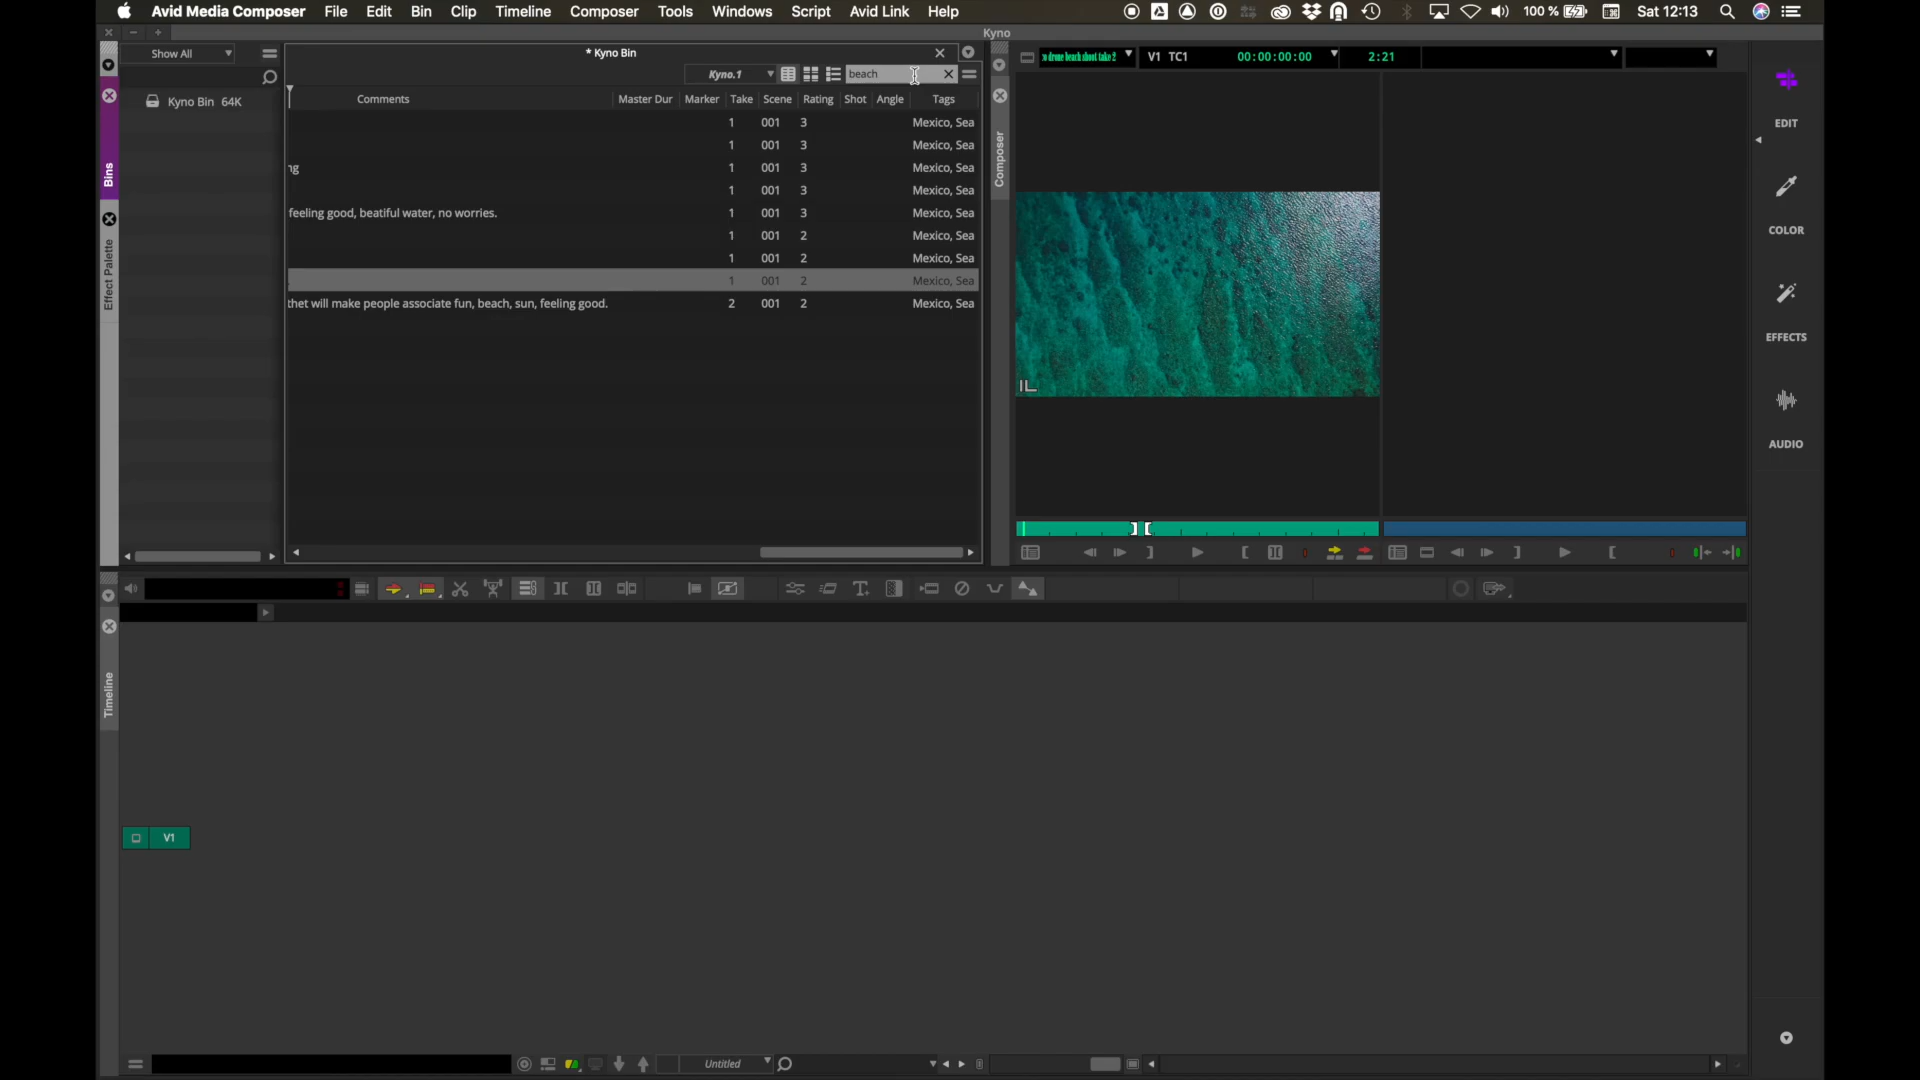 Avid Media Composer File Edit Bin Clip Timeline Composer Tools Windows Script Avid Link Help 100 % Sat 12:13
Kyno
Show All
* Kyno Bin
Kyno.1 beach
Kyno Bin 64K
Comments Master Dur Marker Take Scene Rating Shot Angle Tags
1 001 3 Mexico, Sea
1 001 3 Mexico, Sea
ng 1 001 3 Mexico, Sea
1 001 3 Mexico, Sea
feeling good, beatiful water, no worries. 1 001 3 Mexico, Sea
1 001 2 Mexico, Sea
1 001 2 Mexico, Sea
1 001 2 Mexico, Sea
thet will make people associate fun, beach, sun, feeling good. 2 001 2 Mexico, Sea
Bins
Effect Palette
Composer
drone beach shoot take 2 V1 TC1 00:00:00:00 2:21
EDIT
COLOR
EFFECTS
AUDIO
Timeline
V1
Untitled